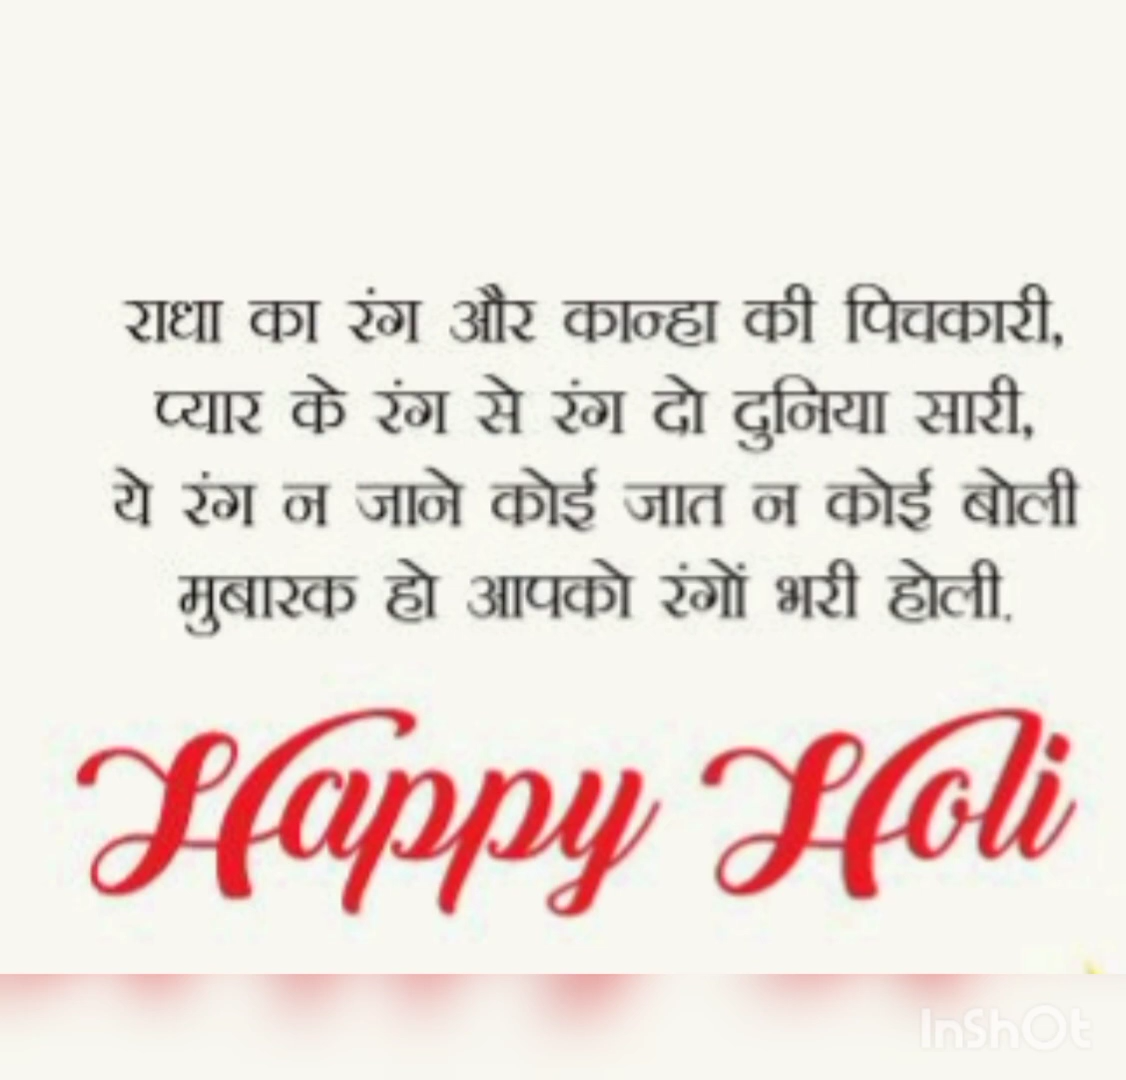 राधा का रंग और कान्हा की पिचकारी,
प्यार के रंग से रंग दो दुनिया सारी,
ये रंग न जाने कोई जात न कोई बोली
मुबारक हो आपको रंगों भरी होली.
Happy Holi
InShOt